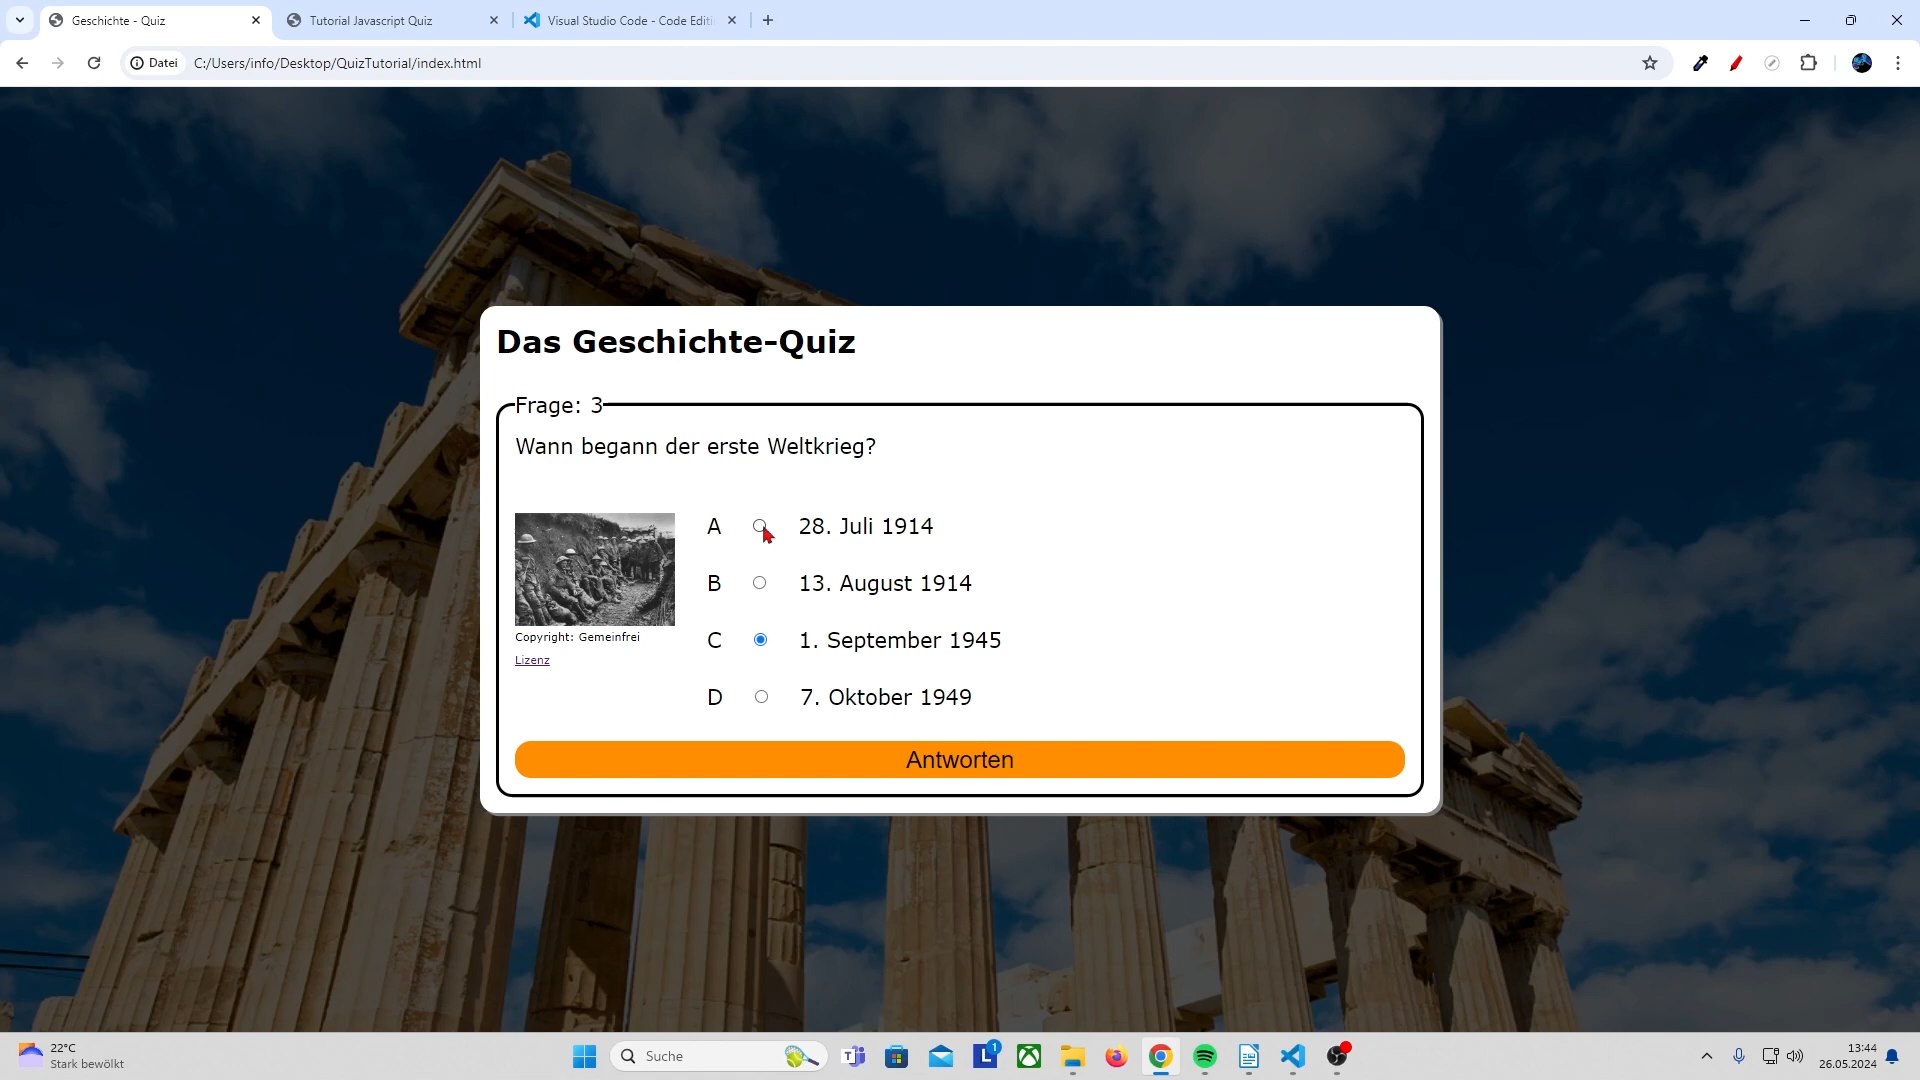 Geschichte - Quiz
Tutorial Javascript Quiz
Visual Studio Code - Code Editi
Datei
C:/Users/info/Desktop/QuizTutorial/index.html
Das Geschichte-Quiz
Frage: 3
Wann begann der erste Weltkrieg?
A 28. Juli 1914
B 13. August 1914
C 1. September 1945
D 7. Oktober 1949
Copyright: Gemeinfrei
Lizenz
Antworten
22°C
Stark bewölkt
Suche
L 1
13:44
26.05.2024